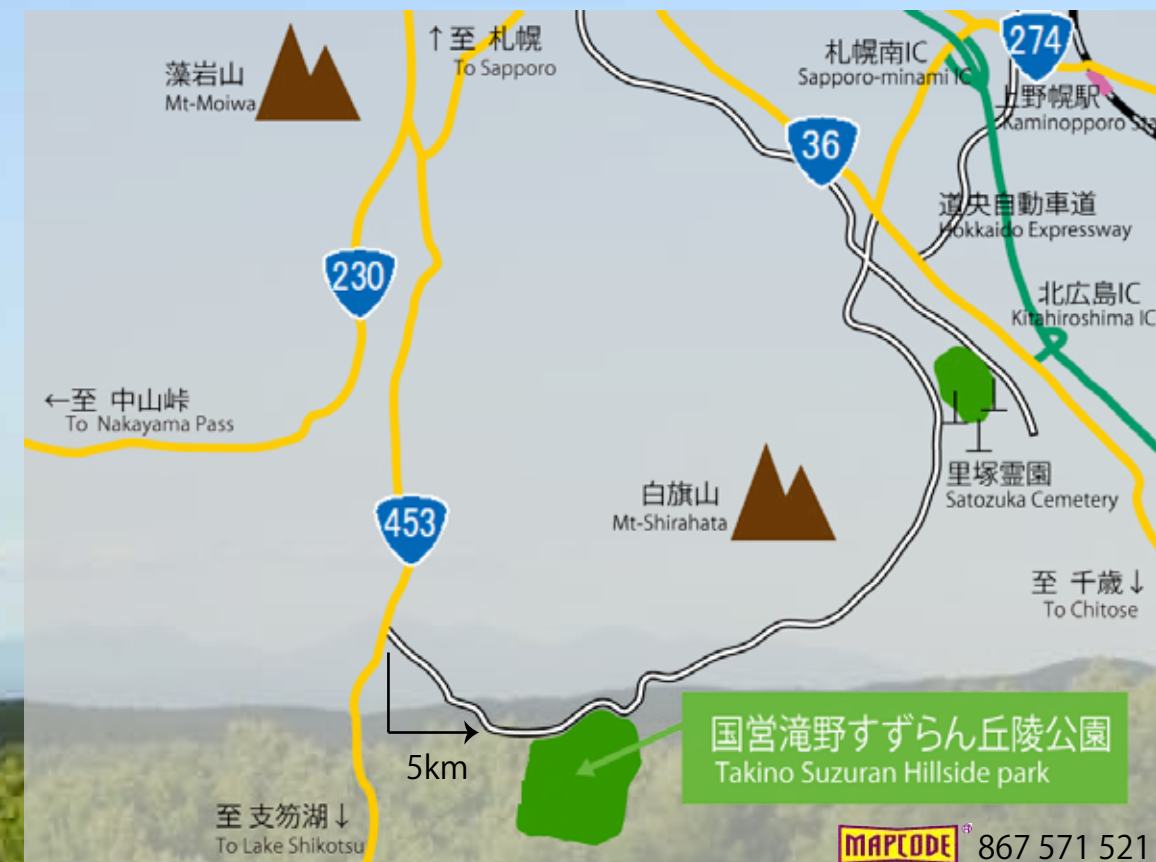 ↑至 札幌
To Sapporo
藻岩山
Mt-Moiwa
札幌南IC
Sapporo-minami IC
274
上野幌駅
Kaminopporo Sta
36
道央自動車道
Hokkaido Expressway
230
北広島IC
Kitahiroshima IC
←至 中山峠
To Nakayama Pass
里塚霊園
Satozuka Cemetery
白旗山
Mt-Shirahata
453
至 千歳↓
To Chitose
国営滝野すずらん丘陵公園
Takino Suzuran Hillside park
5km
至 支笏湖↓
To Lake Shikotsu
MAPCODE® 867 571 521